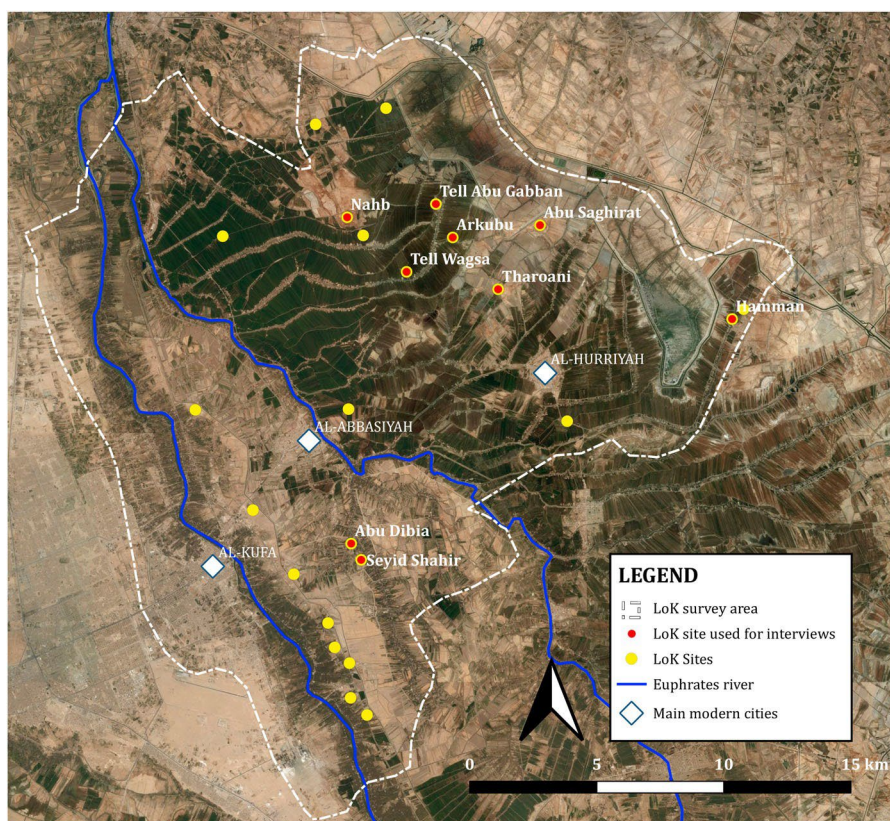 Tell Abu Gabban
Nahb
Abu Saghirat
Arkubu
Tell Wagsa
Tharoani
Hamman
AL-HURRIYAH
AL-ABBASIYAH
Abu Dibia
AL-KUFA
Seyid Shahir
LEGEND
LoK survey area
LoK site used for interviews
LoK Sites
Euphrates river
Main modern cities
0 5 10 15 km